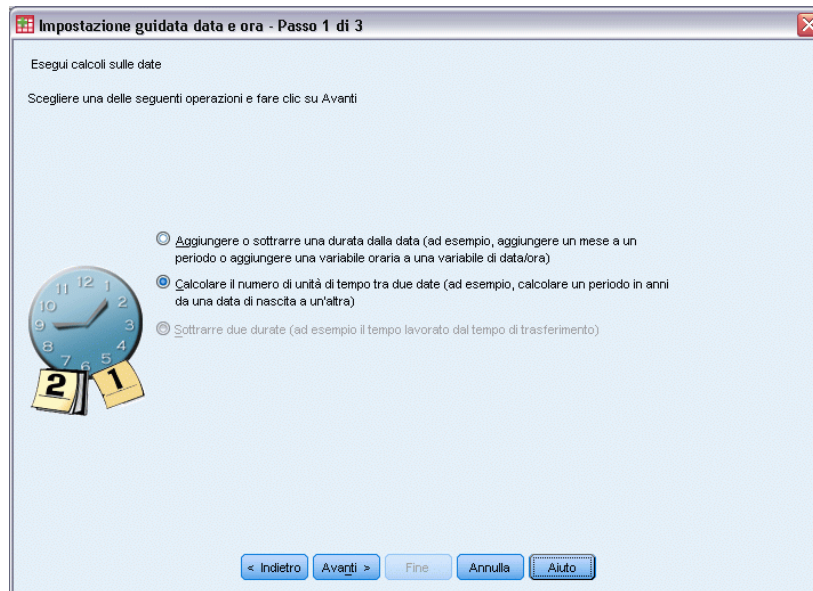 Impostazione guidata data e ora - Passo 1 di 3
Esegui calcoli sulle date
Scegliere una delle seguenti operazioni e fare clic su Avanti
Aggiungere o sottrarre una durata dalla data (ad esempio, aggiungere un mese a un
periodo o aggiungere una variabile oraria a una variabile di data/ora)
Calcolare il numero di unità di tempo tra due date (ad esempio, calcolare un periodo in anni
da una data di nascita a un'altra)
Sottrarre due durate (ad esempio il tempo lavorato dal tempo di trasferimento)
11 12 1
10 2
9 3
8 4
7 6 5
2 1
< Indietro Avanti > Fine Annulla Aiuto